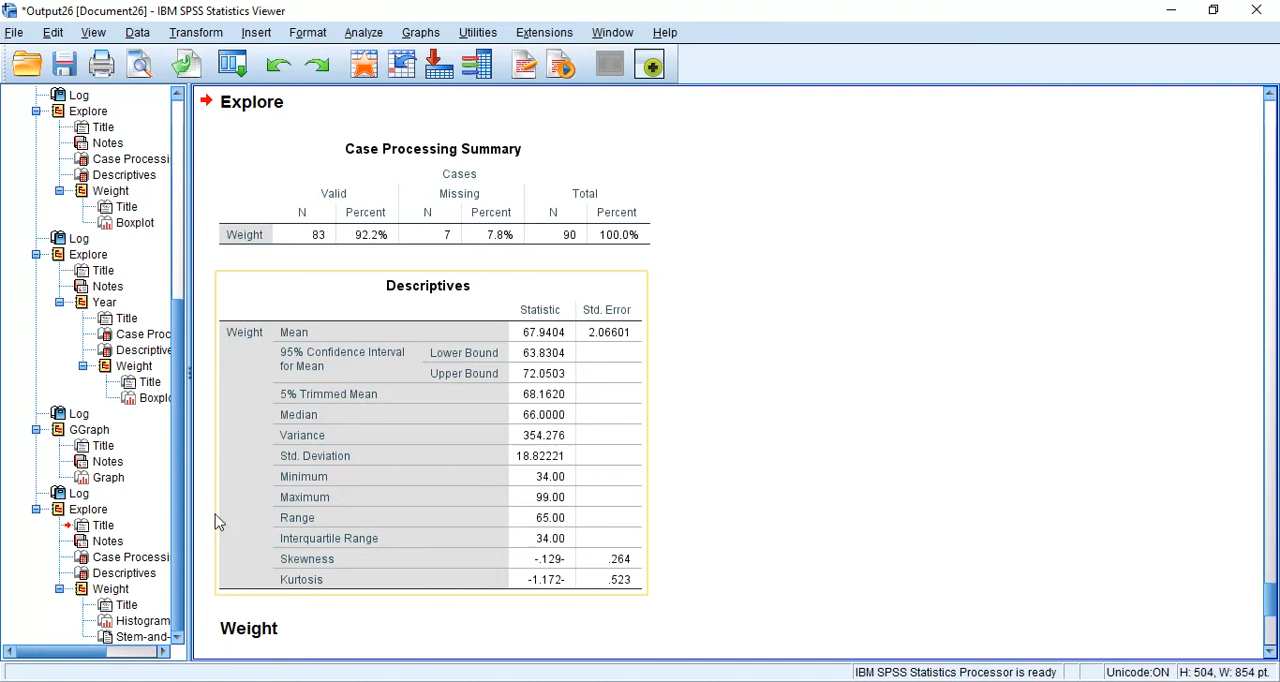 *Output26 [Document26] - IBM SPSS Statistics Viewer
File Edit View Data Transform Insert Format Analyze Graphs Utilities Extensions Window Help
Log
Explore
Title
Notes
Case Processi
Descriptives
Weight
Title
Boxplot
Log
Explore
Title
Notes
Year
Title
Case Proc
Descriptive
Weight
Title
Boxplo
Log
GGraph
Title
Notes
Graph
Log
Explore
Title
Notes
Case Processi
Descriptives
Weight
Title
Histogram
Stem-and-
Explore
Case Processing Summary
Cases
Valid Missing Total
N Percent N Percent N Percent
Weight 83 92.2% 7 7.8% 90 100.0%
Descriptives
Statistic Std. Error
Weight Mean 67.9404 2.06601
95% Confidence Interval Lower Bound 63.8304
for Mean Upper Bound 72.0503
5% Trimmed Mean 68.1620
Median 66.0000
Variance 354.276
Std. Deviation 18.82221
Minimum 34.00
Maximum 99.00
Range 65.00
Interquartile Range 34.00
Skewness -.129- .264
Kurtosis -1.172- .523
Weight
IBM SPSS Statistics Processor is ready Unicode:ON H: 504, W: 854 pt.